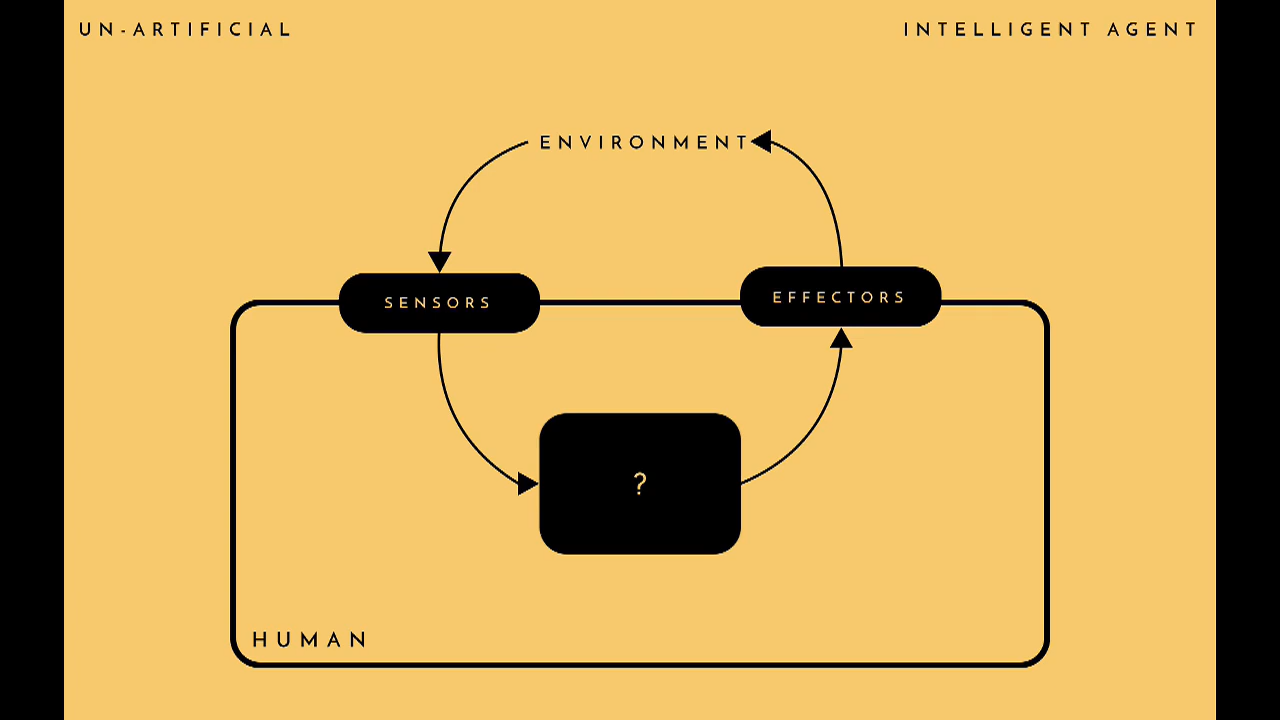 UN-ARTIFICIAL
INTELLIGENT AGENT
ENVIRONMENT
SENSORS
EFFECTORS
?
HUMAN